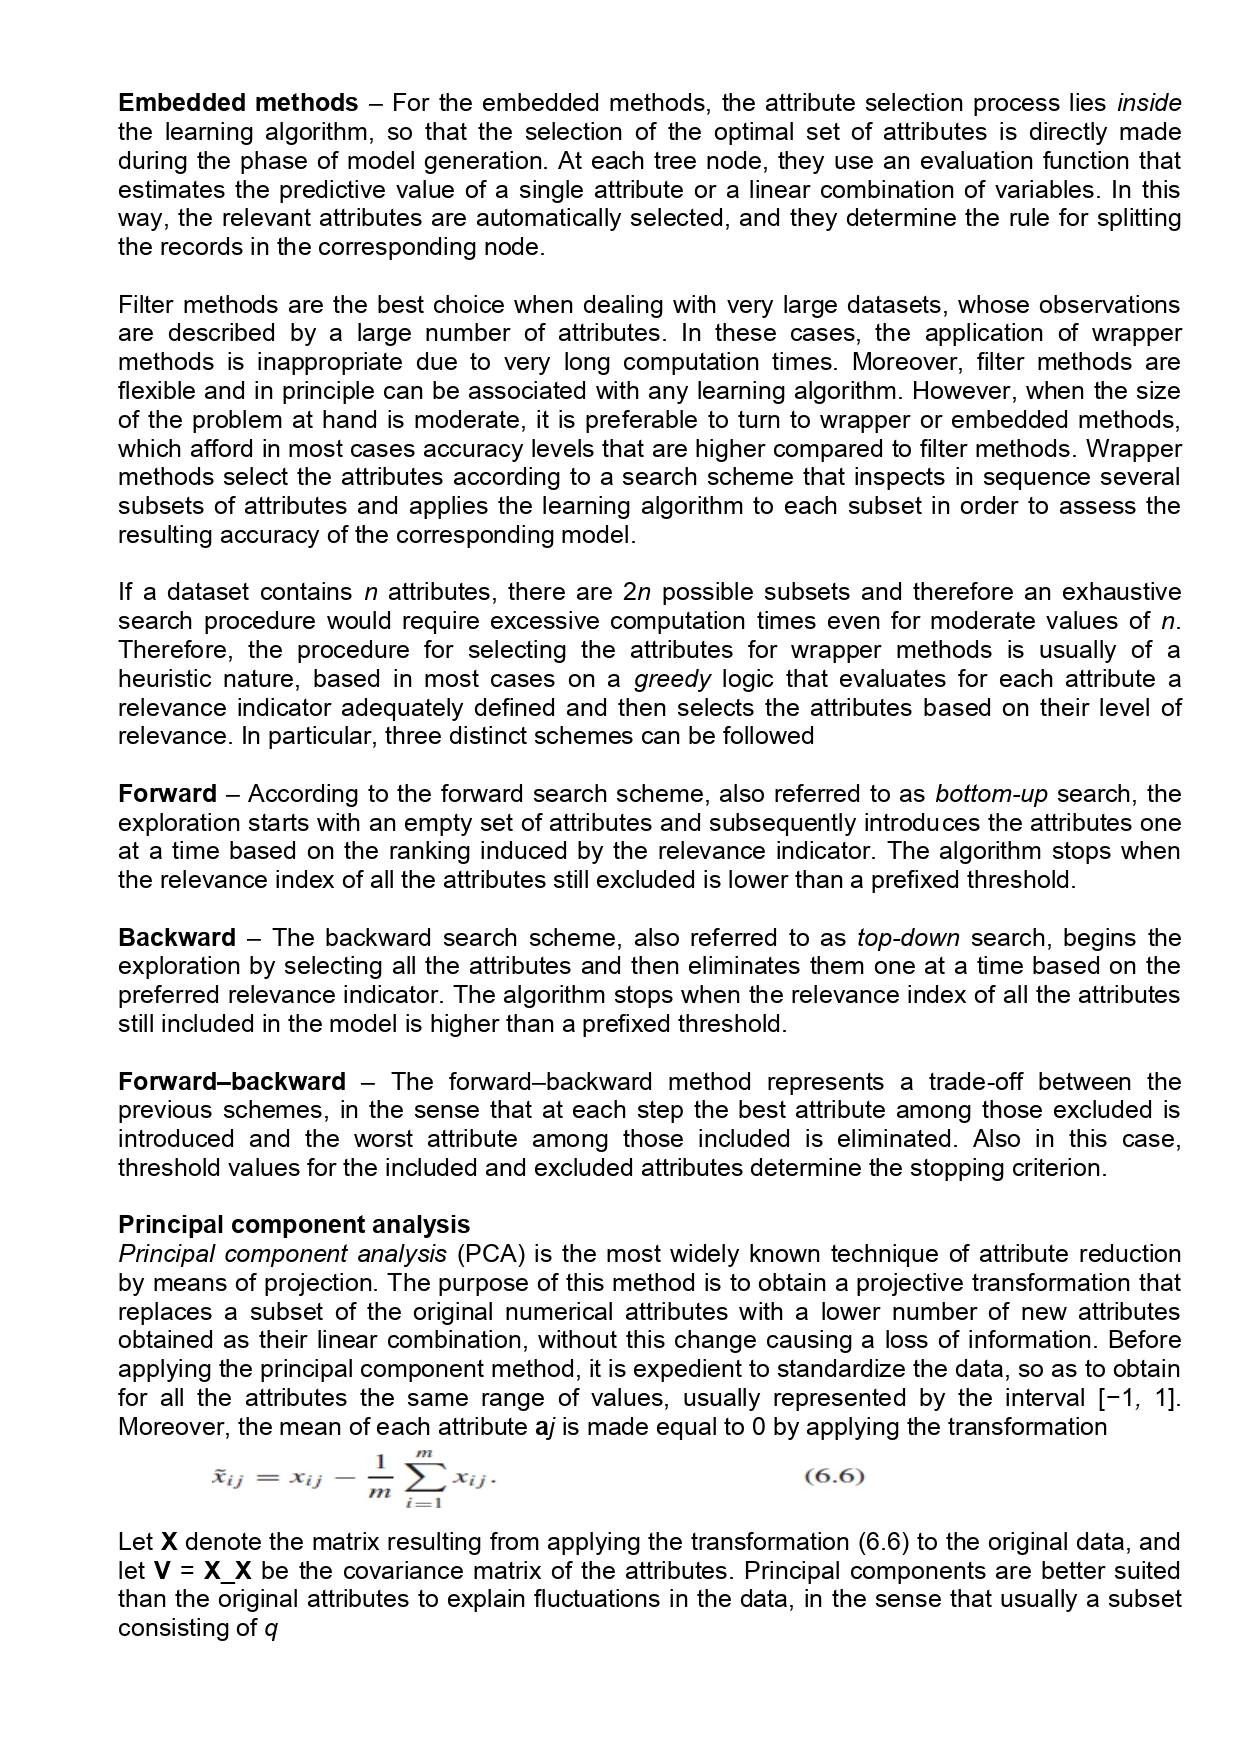 Embedded methods – For the embedded methods, the attribute selection process lies inside
the learning algorithm, so that the selection of the optimal set of attributes is directly made
during the phase of model generation. At each tree node, they use an evaluation function that
estimates the predictive value of a single attribute or a linear combination of variables. In this
way, the relevant attributes are automatically selected, and they determine the rule for splitting
the records in the corresponding node.
Filter methods are the best choice when dealing with very large datasets, whose observations
are described by a large number of attributes. In these cases, the application of wrapper
methods is inappropriate due to very long computation times. Moreover, filter methods are
flexible and in principle can be associated with any learning algorithm. However, when the size
of the problem at hand is moderate, it is preferable to turn to wrapper or embedded methods,
which afford in most cases accuracy levels that are higher compared to filter methods. Wrapper
methods select the attributes according to a search scheme that inspects in sequence several
subsets of attributes and applies the learning algorithm to each subset in order to assess the
resulting accuracy of the corresponding model.
If a dataset contains n attributes, there are 2n possible subsets and therefore an exhaustive
search procedure would require excessive computation times even for moderate values of n.
Therefore, the procedure for selecting the attributes for wrapper methods is usually of a
heuristic nature, based in most cases on a greedy logic that evaluates for each attribute a
relevance indicator adequately defined and then selects the attributes based on their level of
relevance. In particular, three distinct schemes can be followed
Forward – According to the forward search scheme, also referred to as bottom-up search, the
exploration starts with an empty set of attributes and subsequently introduces the attributes one
at a time based on the ranking induced by the relevance indicator. The algorithm stops when
the relevance index of all the attributes still excluded is lower than a prefixed threshold.
Backward – The backward search scheme, also referred to as top-down search, begins the
exploration by selecting all the attributes and then eliminates them one at a time based on the
preferred relevance indicator. The algorithm stops when the relevance index of all the attributes
still included in the model is higher than a prefixed threshold.
Forward–backward – The forward–backward method represents a trade-off between the
previous schemes, in the sense that at each step the best attribute among those excluded is
introduced and the worst attribute among those included is eliminated. Also in this case,
threshold values for the included and excluded attributes determine the stopping criterion.
Principal component analysis
Principal component analysis (PCA) is the most widely known technique of attribute reduction
by means of projection. The purpose of this method is to obtain a projective transformation that
replaces a subset of the original numerical attributes with a lower number of new attributes
obtained as their linear combination, without this change causing a loss of information. Before
applying the principal component method, it is expedient to standardize the data, so as to obtain
for all the attributes the same range of values, usually represented by the interval [−1, 1].
Moreover, the mean of each attribute aj is made equal to 0 by applying the transformation
x̃ij = xij − 1/m ∑_{i=1}^{m} xij. (6.6)
Let X denote the matrix resulting from applying the transformation (6.6) to the original data, and
let V = X_X be the covariance matrix of the attributes. Principal components are better suited
than the original attributes to explain fluctuations in the data, in the sense that usually a subset
consisting of q